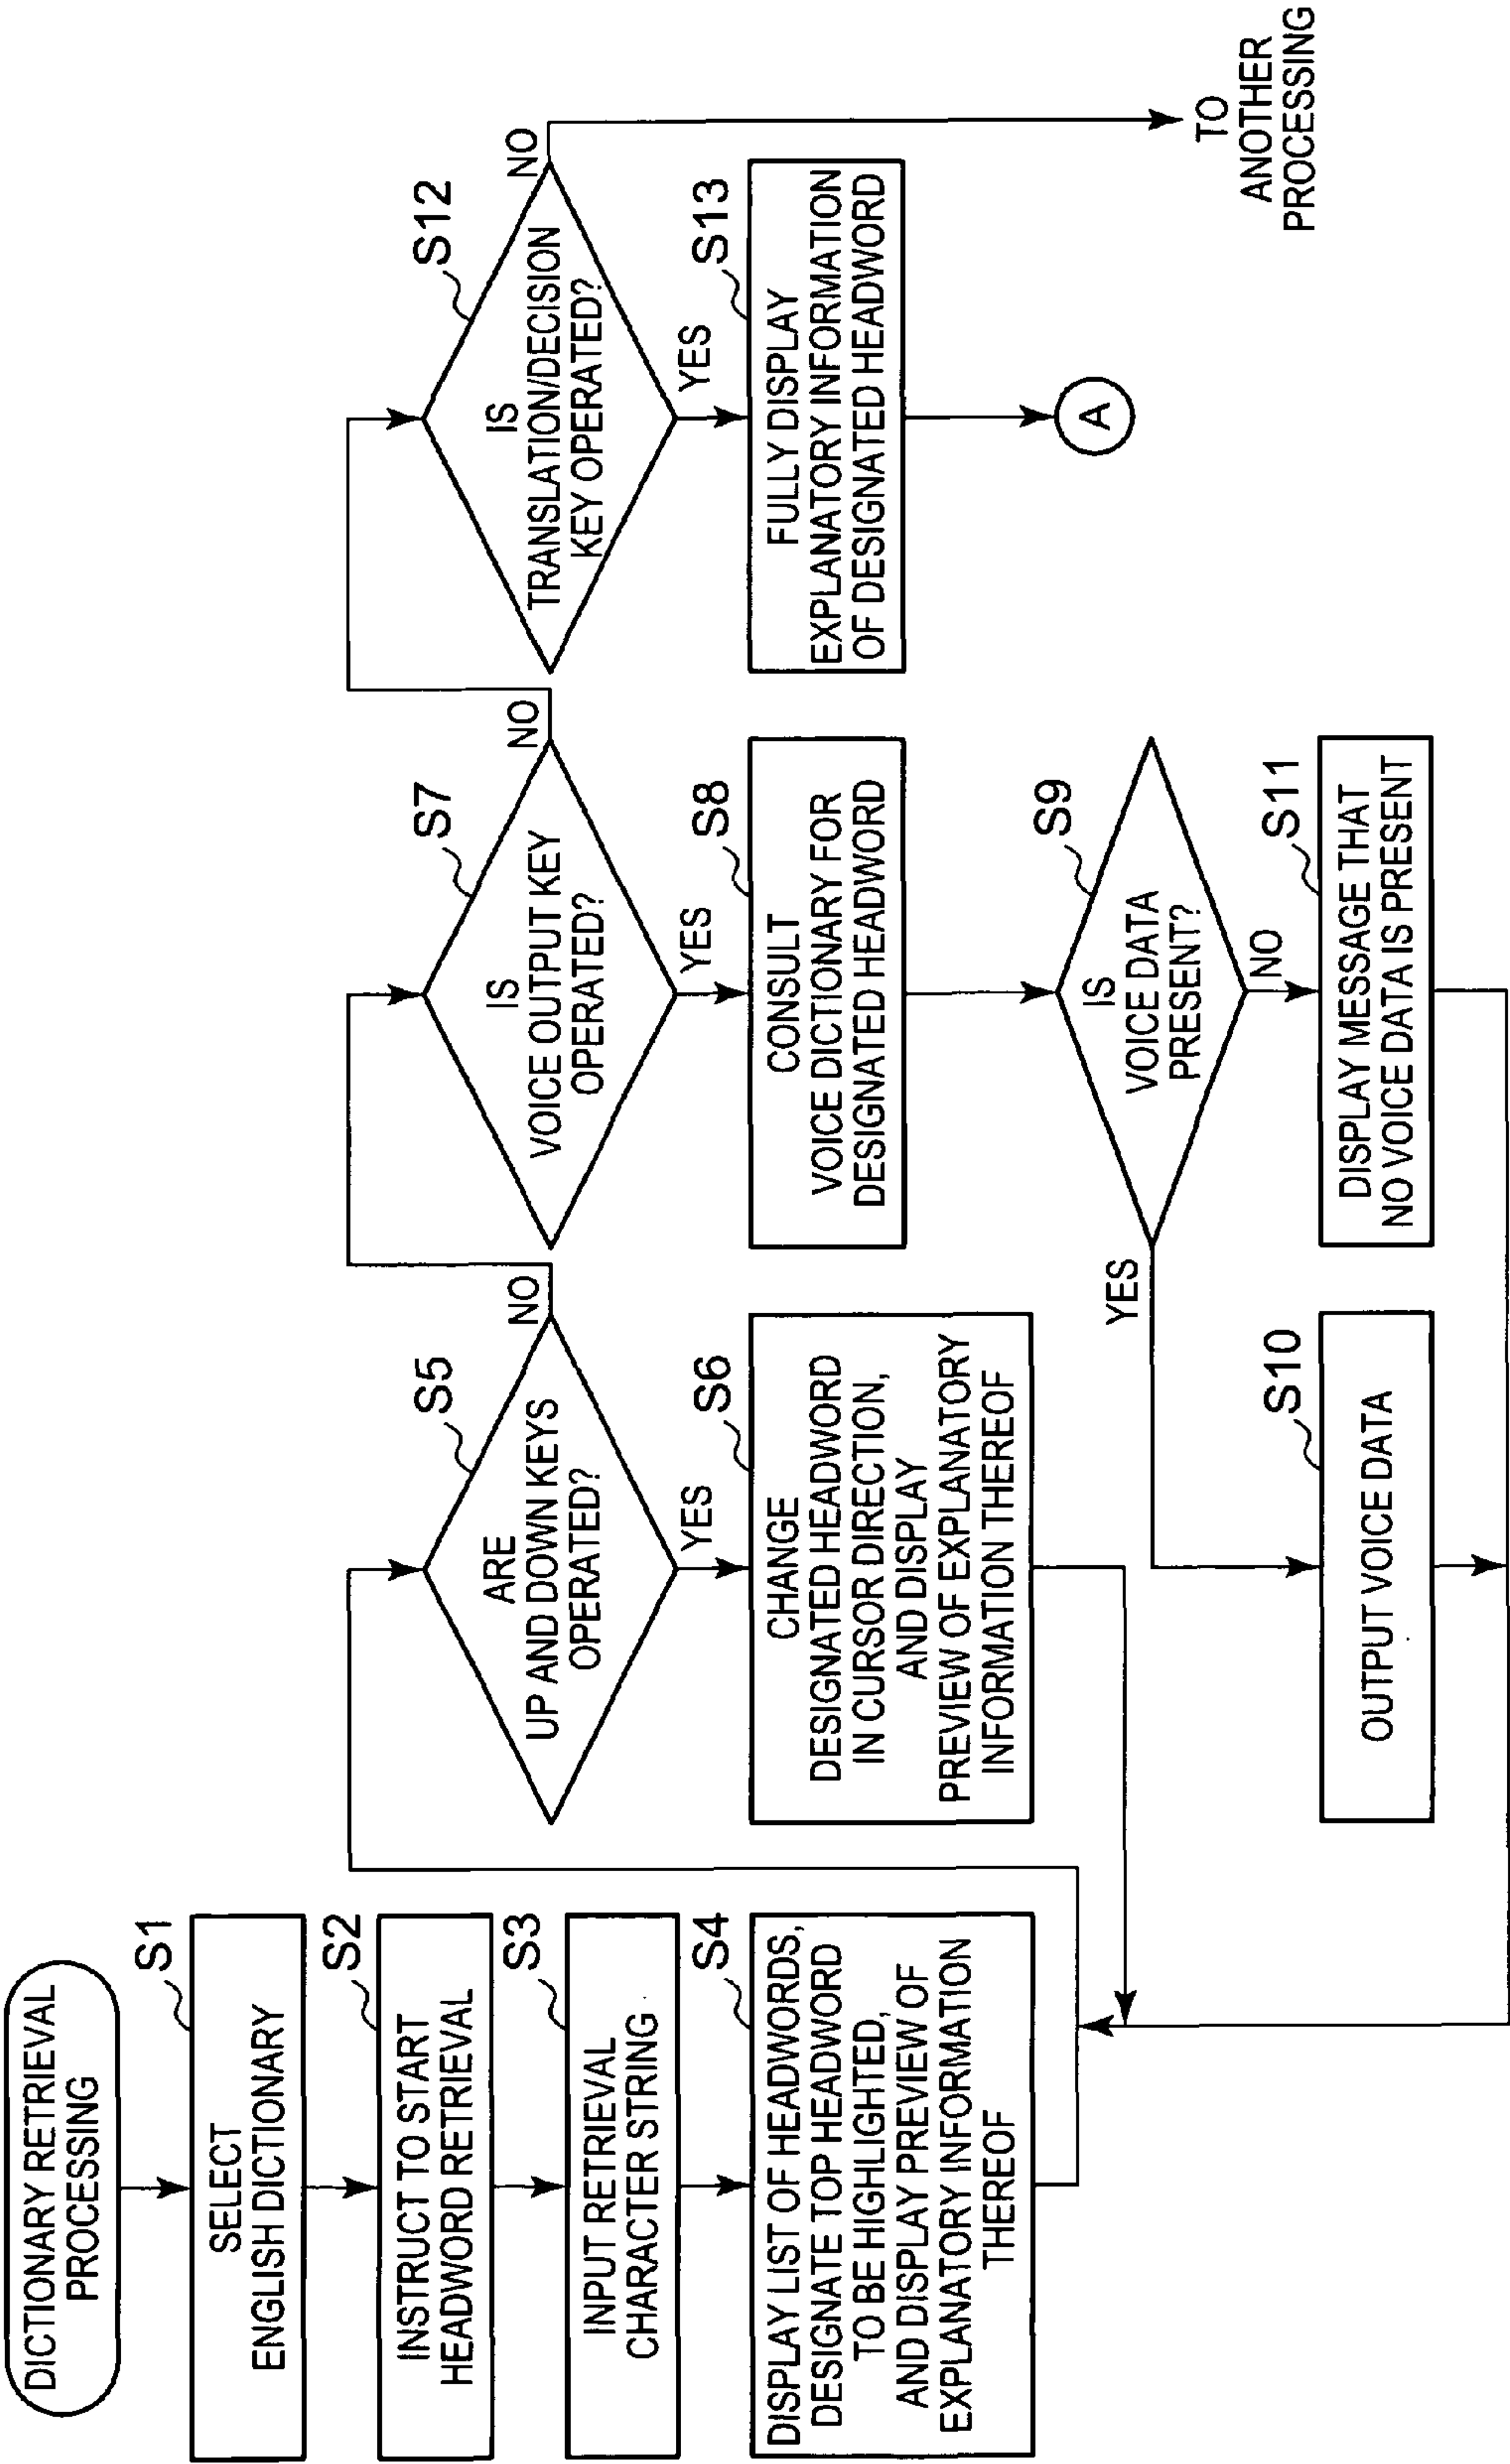 DICTIONARY RETRIEVAL
PROCESSING
S1
SELECT
ENGLISH DICTIONARY
S2
INSTRUCT TO START
HEADWORD RETRIEVAL
S3
INPUT RETRIEVAL
CHARACTER STRING
S4
DISPLAY LIST OF HEADWORDS,
DESIGNATE TOP HEADWORD
TO BE HIGHLIGHTED,
AND DISPLAY PREVIEW OF
EXPLANATORY INFORMATION
THEREOF
S5
ARE
UP AND DOWN KEYS
OPERATED?
NO
YES
S6
CHANGE
DESIGNATED HEADWORD
IN CURSOR DIRECTION,
AND DISPLAY
PREVIEW OF EXPLANATORY
INFORMATION THEREOF
S7
IS
VOICE OUTPUT KEY
OPERATED?
NO
YES
S8
CONSULT
VOICE DICTIONARY FOR
DESIGNATED HEADWORD
S9
IS
VOICE DATA
PRESENT?
YES
NO
S10
OUTPUT VOICE DATA
S11
DISPLAY MESSAGE THAT
NO VOICE DATA IS PRESENT
S12
IS
TRANSLATION/DECISION
KEY OPERATED?
NO
YES
S13
FULLY DISPLAY
EXPLANATORY INFORMATION
OF DESIGNATED HEADWORD
A
TO
ANOTHER
PROCESSING